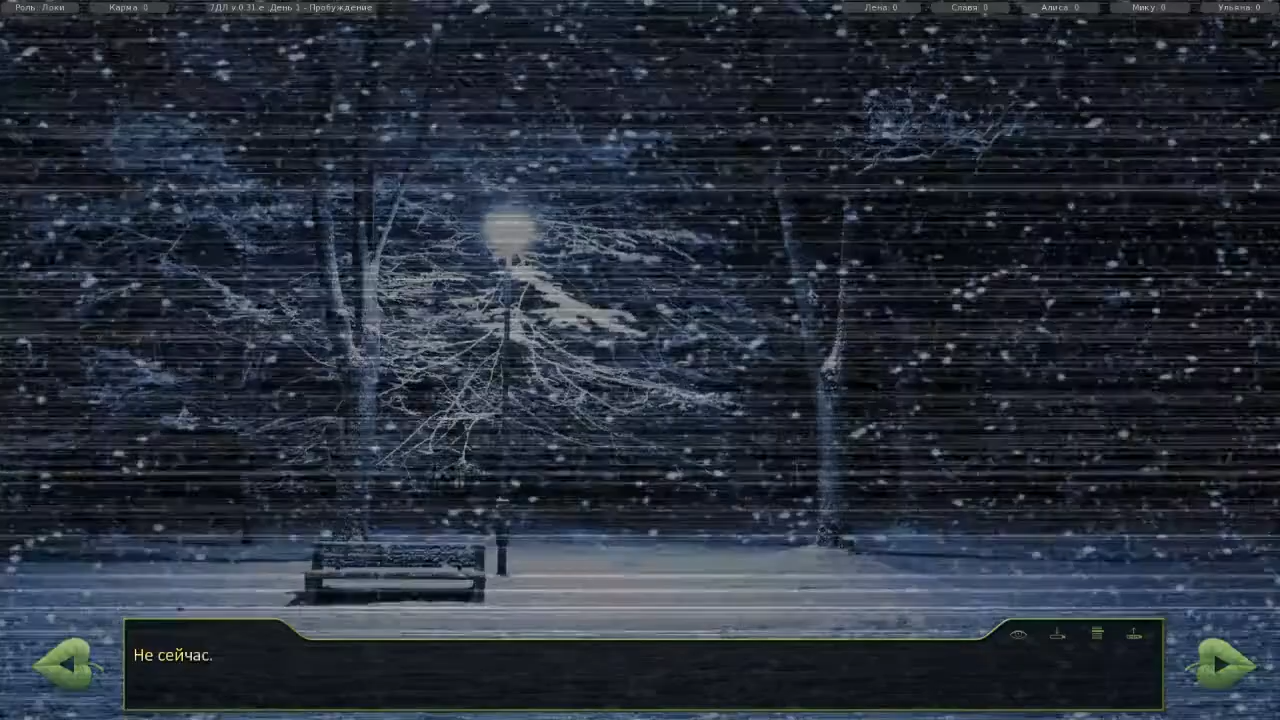 Роль: Локи
Карма: 0
7ДЛ v.0.31.e :День 1 - Пробуждение
Лена: 0
Славя: 0
Алиса: 0
Мику: 0
Ульяна: 0
Не сейчас.